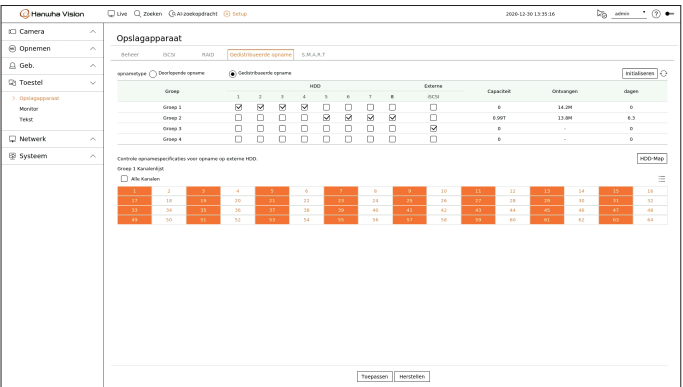 Hanwha Vision Live Zoeken AI-zoekopdracht Setup 2020-12-30 13:35:16 admin ?
Camera
Opnemen
Geb.
Toestel
> Opslagapparaat
Monitor
Tekst
Netwerk
Systeem
Opslagapparaat
Beheer iSCSI RAID Gedistribueerde opname S.M.A.R.T
opnametype Doorlopende opname Gedistribueerde opname Initialiseren
Groep HDD Externe Capaciteit Ontvangen dagen
1 2 3 4 5 6 7 8 iSCSI
Groep 1 0 14.2M 0
Groep 2 0.99T 13.8M 6.3
Groep 3 0 - 0
Groep 4 0 - 0
Controle opnamespecificaties voor opname op externe HDD. HDD-Map
Groep 1 Kanalenlijst
Alle Kanalen
1 2 3 4 5 6 7 8 9 10 11 12 13 14 15 16
17 18 19 20 21 22 23 24 25 26 27 28 29 30 31 32
33 34 35 36 37 38 39 40 41 42 43 44 45 46 47 48
49 50 51 52 53 54 55 56 57 58 59 60 61 62 63 64
Toepassen Herstellen